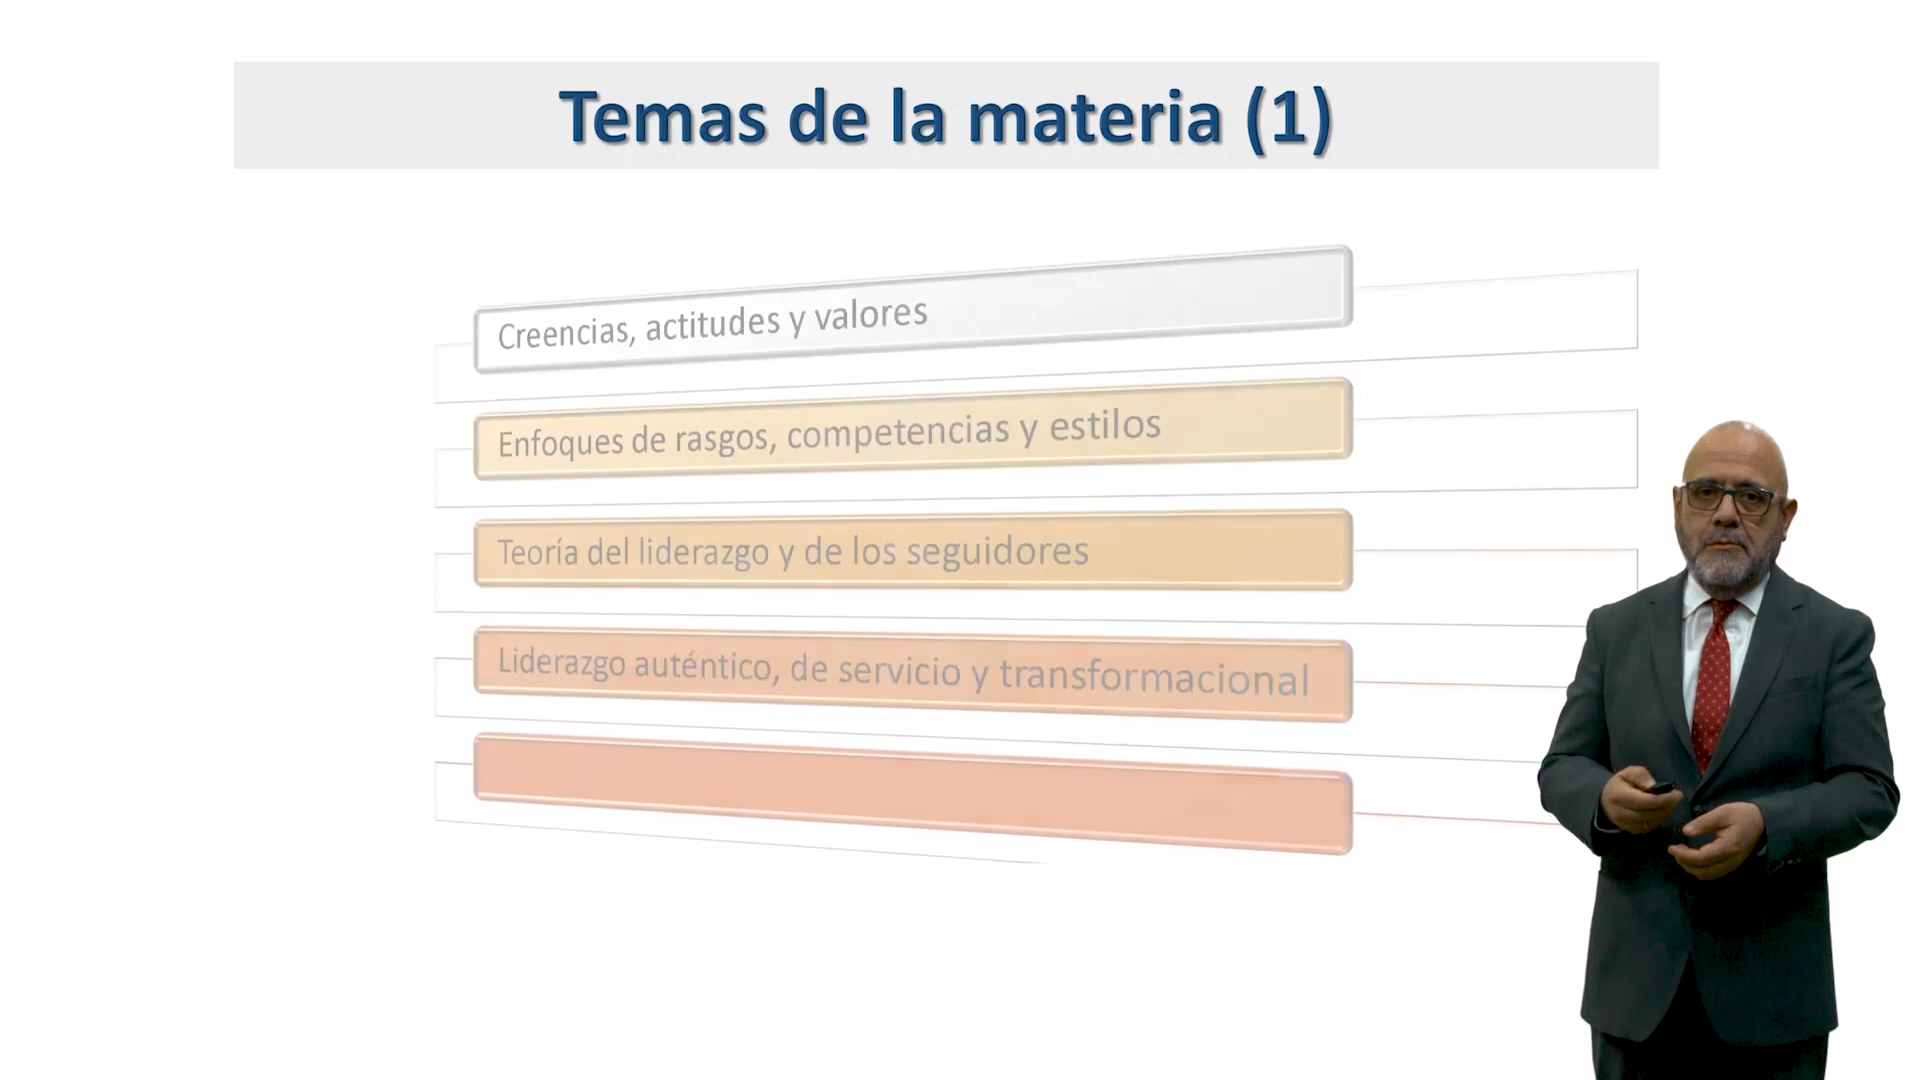 Temas de la materia (1)
Creencias, actitudes y valores
Enfoques de rasgos, competencias y estilos
Teoría del liderazgo y de los seguidores
Liderazgo auténtico, de servicio y transformacional